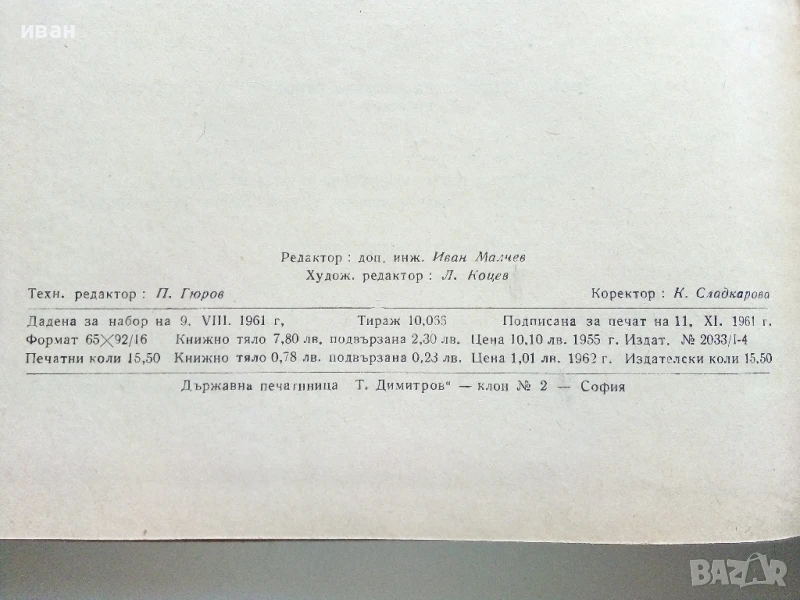 иван
Редактор : доц. инж. Иван Малчев
Худож. редактор : Л. Коцев
Техн. редактор : П. Гюров Коректор : К. Сладкарова
Дадена за набор на 9. VIII. 1961 г, Тираж 10,036 Подписана за печат на 11, XI. 1961 г.
Формат 65×92/16 Книжно тяло 7,80 лв, подвързана 2,30 лв. Цена 10,10 лв. 1955 г. Издат. № 2033/I-4
Печатни коли 15,50 Книжно тяло 0,78 лв. подвързана 0,23 лв. Цена 1,01 лв. 1962 г. Издателски коли 15,50
Държавна печатница Т. Димитров" — клон № 2 — София
BAZAR